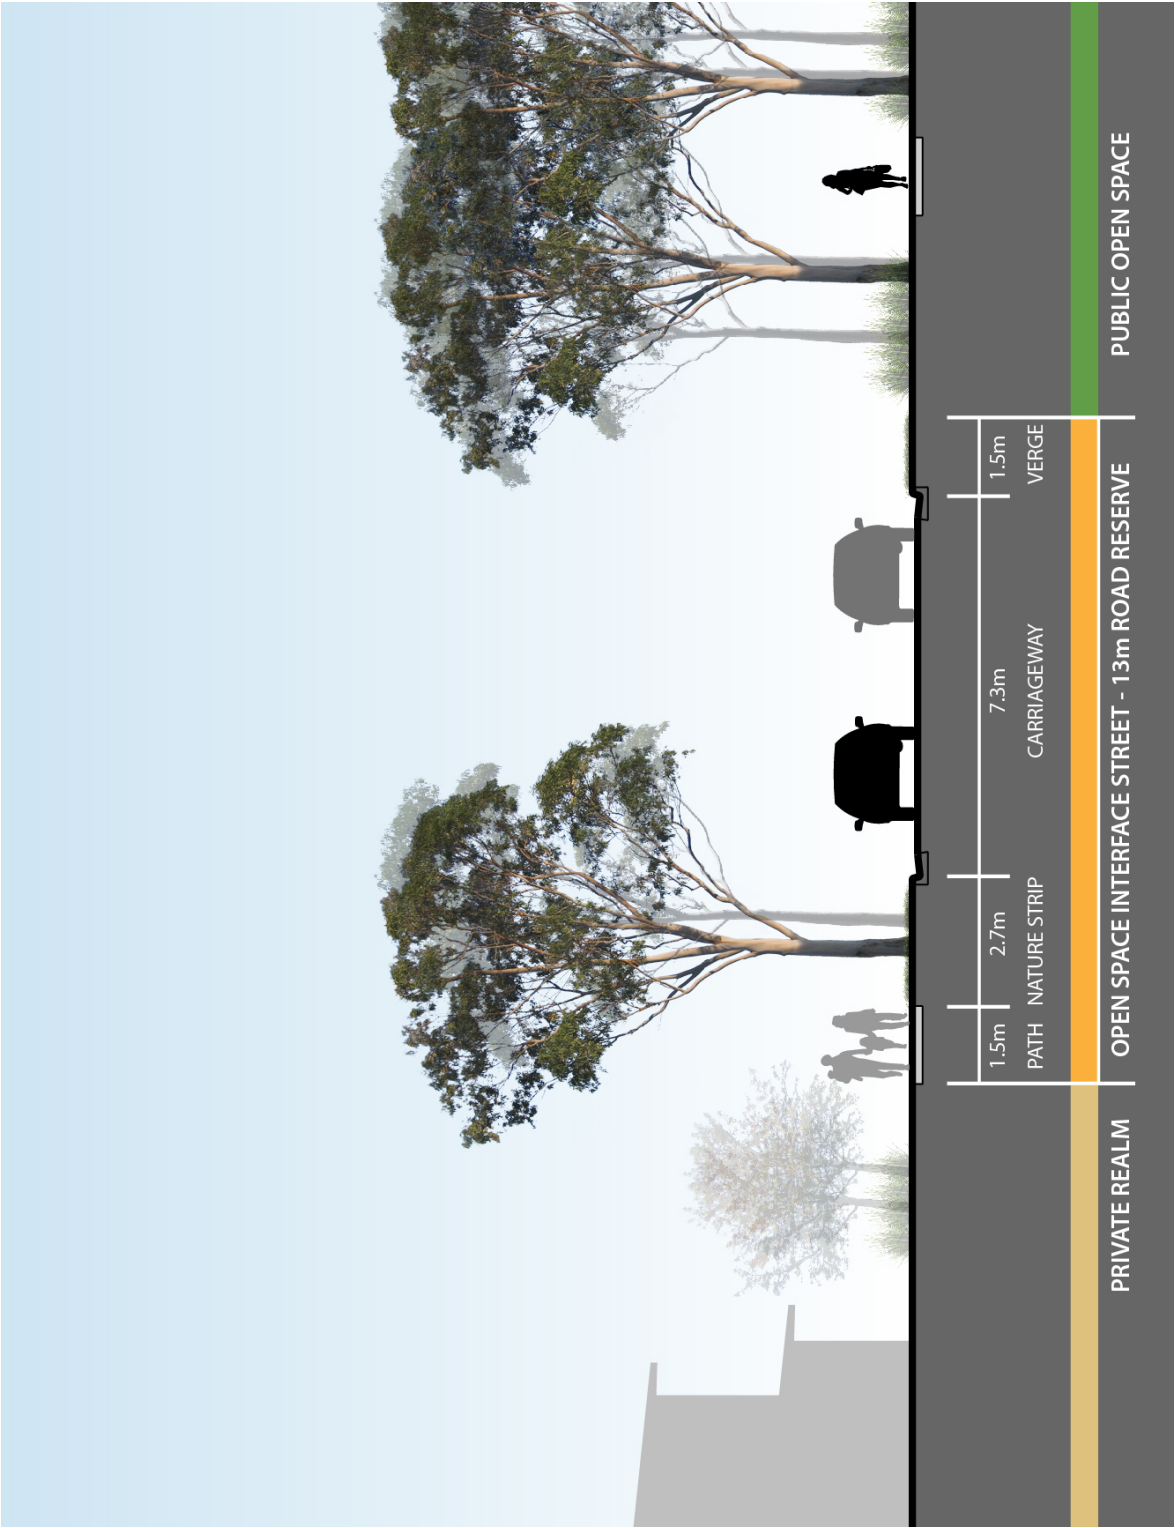 1.5m 2.7m 7.3m 1.5m
PATH NATURE STRIP CARRIAGEWAY VERGE
PRIVATE REALM OPEN SPACE INTERFACE STREET - 13m ROAD RESERVE PUBLIC OPEN SPACE